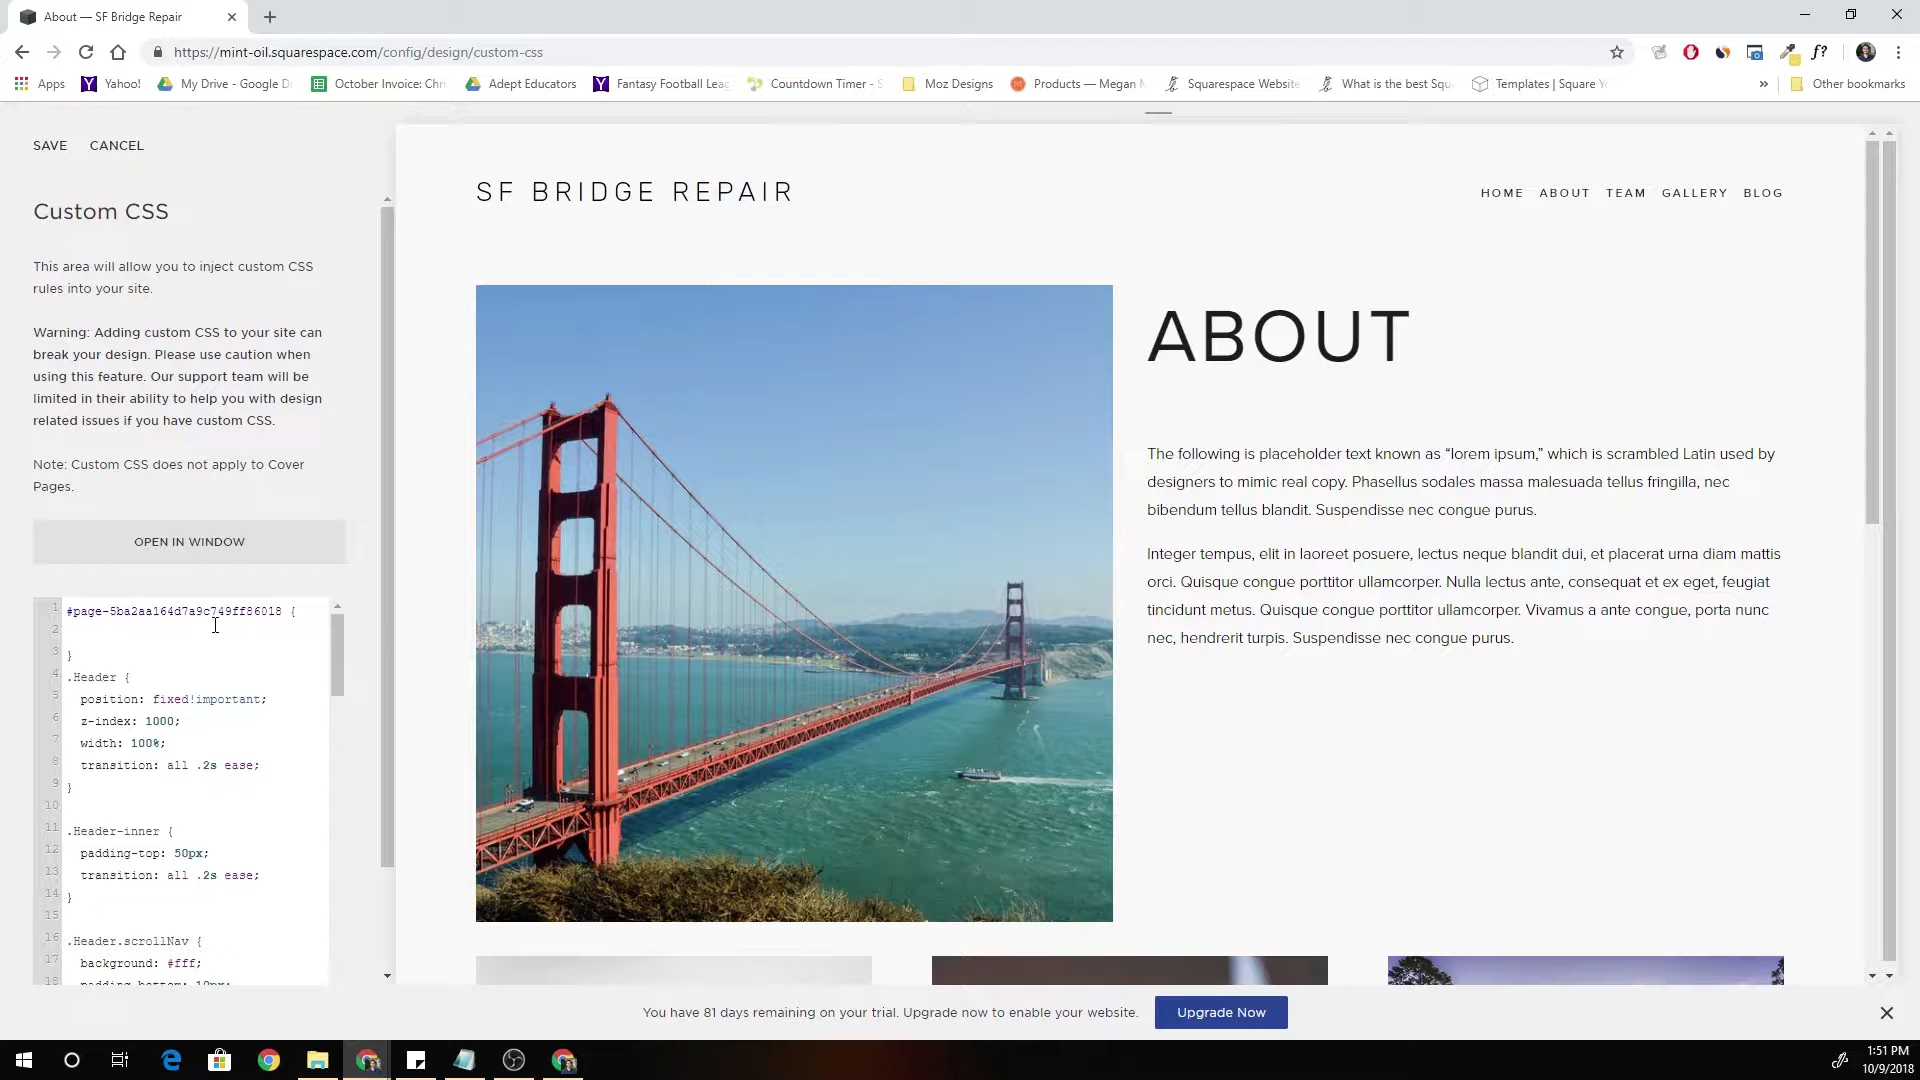 About — SF Bridge Repair
https://mint-oil.squarespace.com/config/design/custom-css
f?
Apps Yahoo! My Drive - Google D October Invoice: Chri Adept Educators Fantasy Football Leag Countdown Timer - S Moz Designs Products — Megan M Squarespace Website What is the best Squ Templates | Square Yo » Other bookmarks
SAVE CANCEL
Custom CSS
This area will allow you to inject custom CSS
rules into your site.
Warning: Adding custom CSS to your site can
break your design. Please use caution when
using this feature. Our support team will be
limited in their ability to help you with design
related issues if you have custom CSS.
Note: Custom CSS does not apply to Cover
Pages.
OPEN IN WINDOW
1 #page-5ba2aa164d7a9c749ff86018 {
2
3 }
4 .Header {
5 position: fixed!important;
6 z-index: 1000;
7 width: 100%;
8 transition: all .2s ease;
9 }
10
11 .Header-inner {
12 padding-top: 50px;
13 transition: all .2s ease;
14 }
15
16 .Header.scrollNav {
17 background: #fff;
18 padding-bottom: 10px;
SF BRIDGE REPAIR
HOME ABOUT TEAM GALLERY BLOG
ABOUT
The following is placeholder text known as “lorem ipsum,” which is scrambled Latin used by
designers to mimic real copy. Phasellus sodales massa malesuada tellus fringilla, nec
bibendum tellus blandit. Suspendisse nec congue purus.
Integer tempus, elit in laoreet posuere, lectus neque blandit dui, et placerat urna diam mattis
orci. Quisque congue porttitor ullamcorper. Nulla lectus ante, consequat et ex eget, feugiat
tincidunt metus. Quisque congue porttitor ullamcorper. Vivamus a ante congue, porta nunc
nec, hendrerit turpis. Suspendisse nec congue purus.
You have 81 days remaining on your trial. Upgrade now to enable your website. Upgrade Now
1:51 PM
10/9/2018